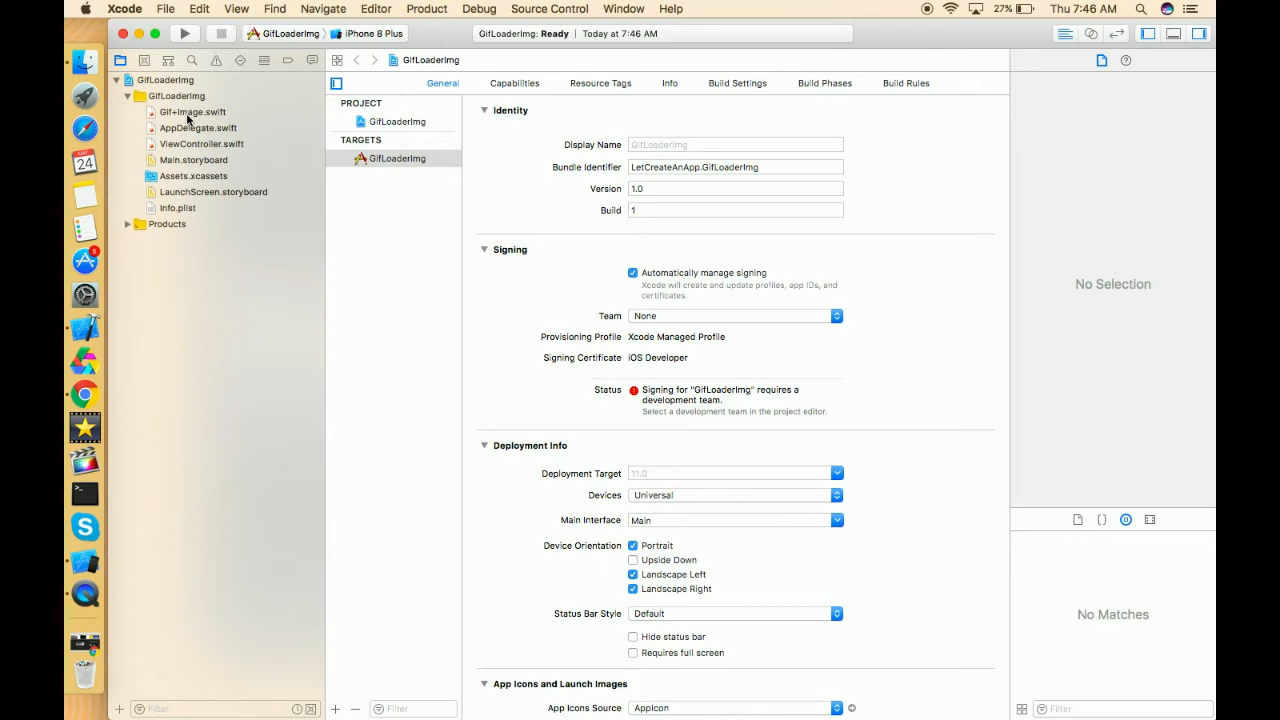 Xcode File Edit View Find Navigate Editor Product Debug Source Control Window Help 27% Thu 7:46 AM
GifLoaderImg iPhone 8 Plus GifLoaderImg: Ready Today at 7:46 AM
GifLoaderImg
GifLoaderImg
Gif+Image.swift
AppDelegate.swift
ViewController.swift
Main.storyboard
Assets.xcassets
LaunchScreen.storyboard
Info.plist
Products
Filter
MAY
24
5
GifLoaderImg
General Capabilities Resource Tags Info Build Settings Build Phases Build Rules
PROJECT
GifLoaderImg
TARGETS
GifLoaderImg
Filter
Identity
Display Name GifLoaderImg
Bundle Identifier LetCreateAnApp.GifLoaderImg
Version 1.0
Build 1
Signing
Automatically manage signing
Xcode will create and update profiles, app IDs, and
certificates.
Team None
Provisioning Profile Xcode Managed Profile
Signing Certificate iOS Developer
Status Signing for "GifLoaderImg" requires a
development team.
Select a development team in the project editor.
Deployment Info
Deployment Target 11.0
Devices Universal
Main Interface Main
Device Orientation Portrait
Upside Down
Landscape Left
Landscape Right
Status Bar Style Default
Hide status bar
Requires full screen
App Icons and Launch Images
App Icons Source AppIcon
No Selection
No Matches
Filter